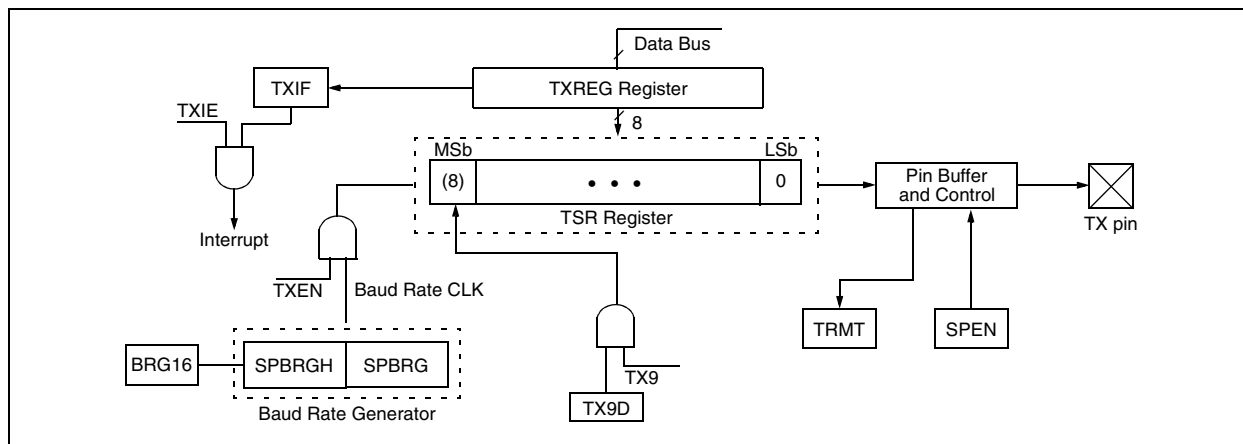 Data Bus
TXIF
TXREG Register
TXIE
8
MSb
LSb
(8)
• • •
0
Pin Buffer
and Control
TSR Register
TX pin
Interrupt
TXEN
Baud Rate CLK
TRMT
SPEN
BRG16
SPBRGH
SPBRG
TX9
TX9D
Baud Rate Generator